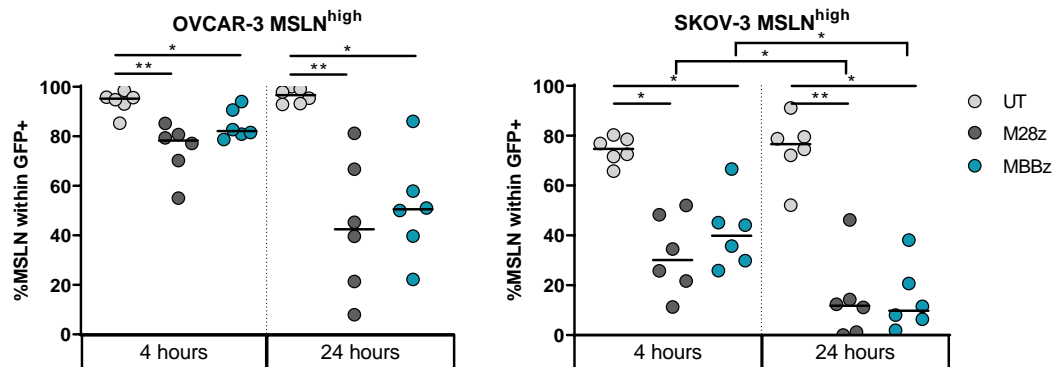 OVCAR-3 MSLN^high
%MSLN within GFP+
100
80
60
40
20
0
*
**
*
**
4 hours
24 hours
SKOV-3 MSLN^high
%MSLN within GFP+
100
80
60
40
20
0
*
*
*
*
*
**
4 hours
24 hours
UT
M28z
MBBz